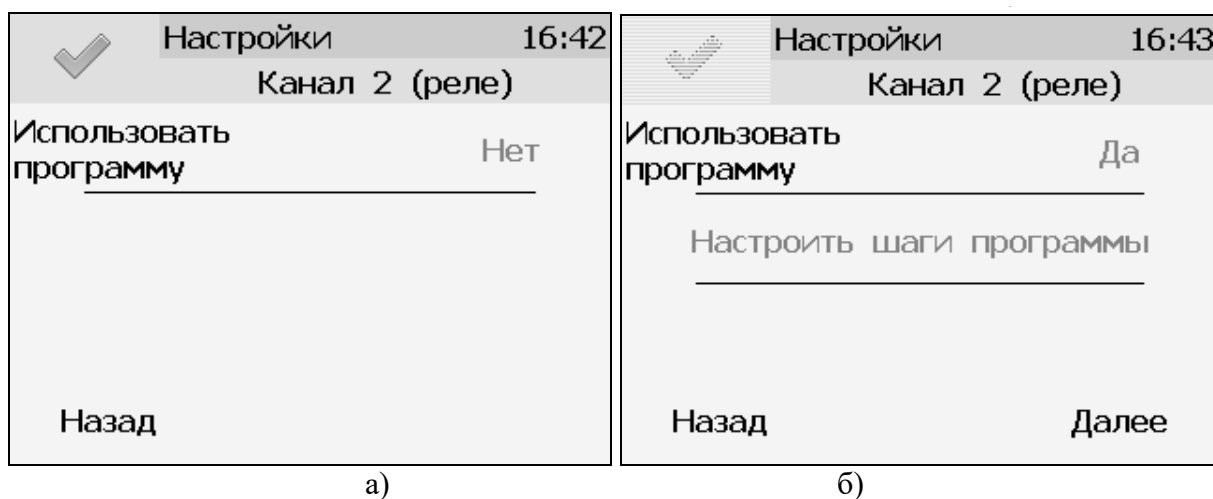 Настройки 16:42
Канал 2 (реле)
Использовать
программу
Нет
Назад
а)
Настройки 16:43
Канал 2 (реле)
Использовать
программу
Да
Настроить шаги программы
Назад Далее
б)